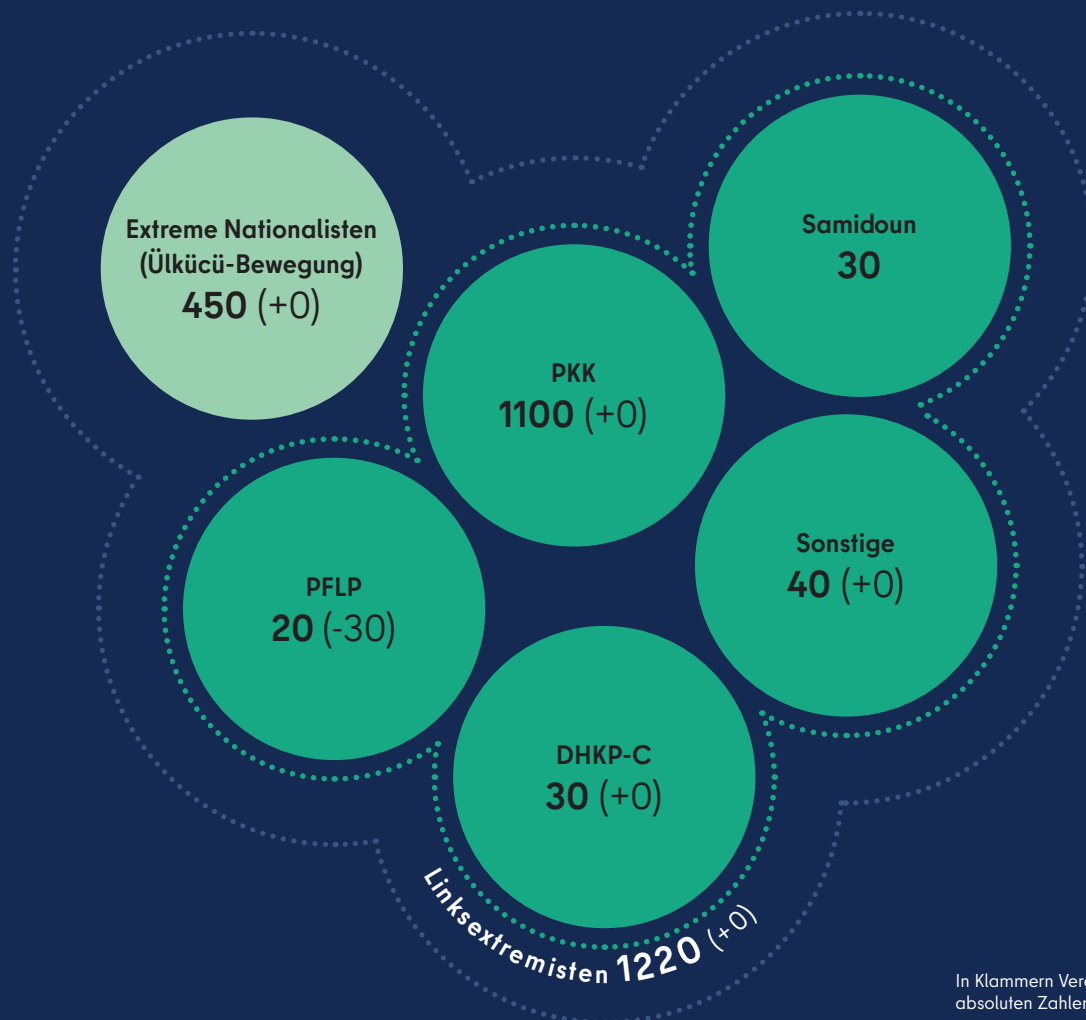 Extreme Nationalisten
(Ülkücü-Bewegung)
450 (+0)
Samidoun
30
PKK
1100 (+0)
Sonstige
40 (+0)
PFLP
20 (-30)
DHKP-C
30 (+0)
Linksextremisten 1220 (+0)
In Klammern
absoluten Zahlen